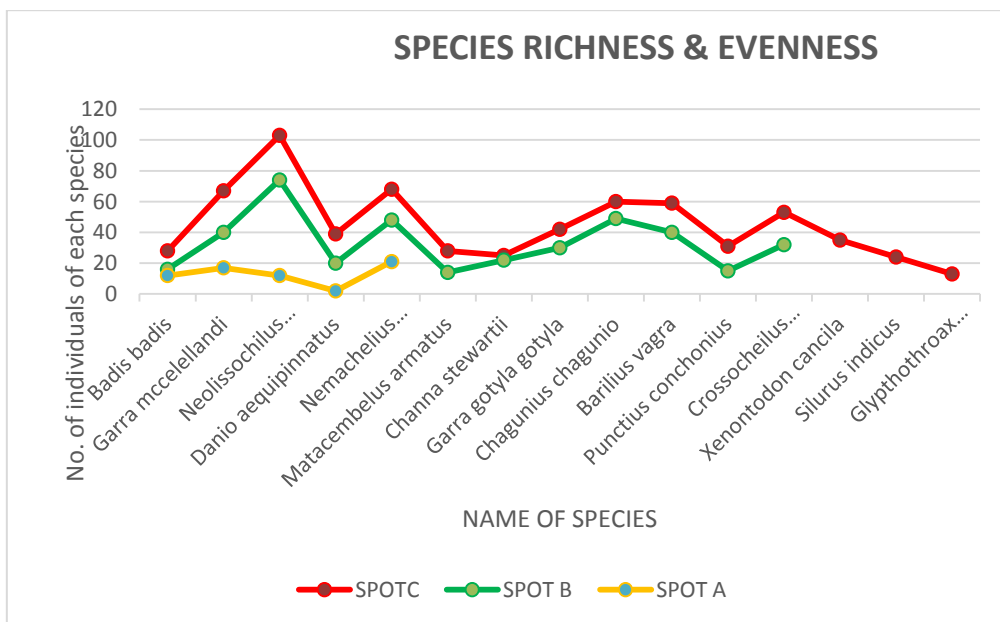 SPECIES RICHNESS & EVENNESS
No. of individuals of each species
120
100
80
60
40
20
0
Badis badis
Garra mccelellandi
Neolissochilus...
Danio aequipinnatus
Nemachelius...
Matacembelus armatus
Channa stewartii
Garra gotyla gotyla
Chagunius chagunio
Barilius vagra
Punctius conchonius
Crossocheillus...
Xenontodon cancila
Silurus indicus
Glypthothroax...
NAME OF SPECIES
SPOTC
SPOT B
SPOT A